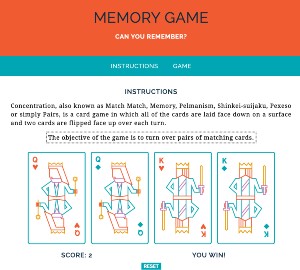 MEMORY GAME
CAN YOU REMEMBER?
INSTRUCTIONS GAME
INSTRUCTIONS
Concentration, also known as Match Match, Memory, Pelmanism, Shinkei-suijaku, Pexeso
or simply Pairs, is a card game in which all of the cards are laid face down on a surface
and two cards are flipped face up over each turn.
The objective of the game is to turn over pairs of matching cards.
Q Q K K
Q Q K K
SCORE: 2 YOU WIN!
RESET